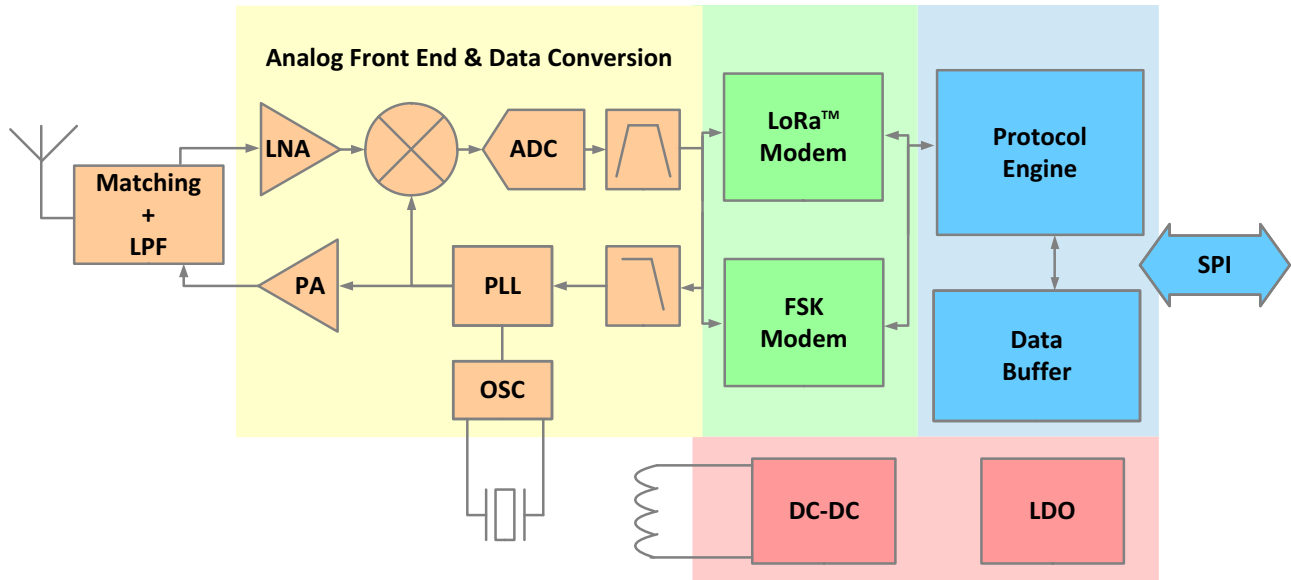 Analog Front End & Data Conversion
LNA
ADC
LoRa™
Modem
Protocol
Engine
Matching
+
LPF
PA
PLL
FSK
Modem
SPI
Data
Buffer
OSC
DC-DC
LDO